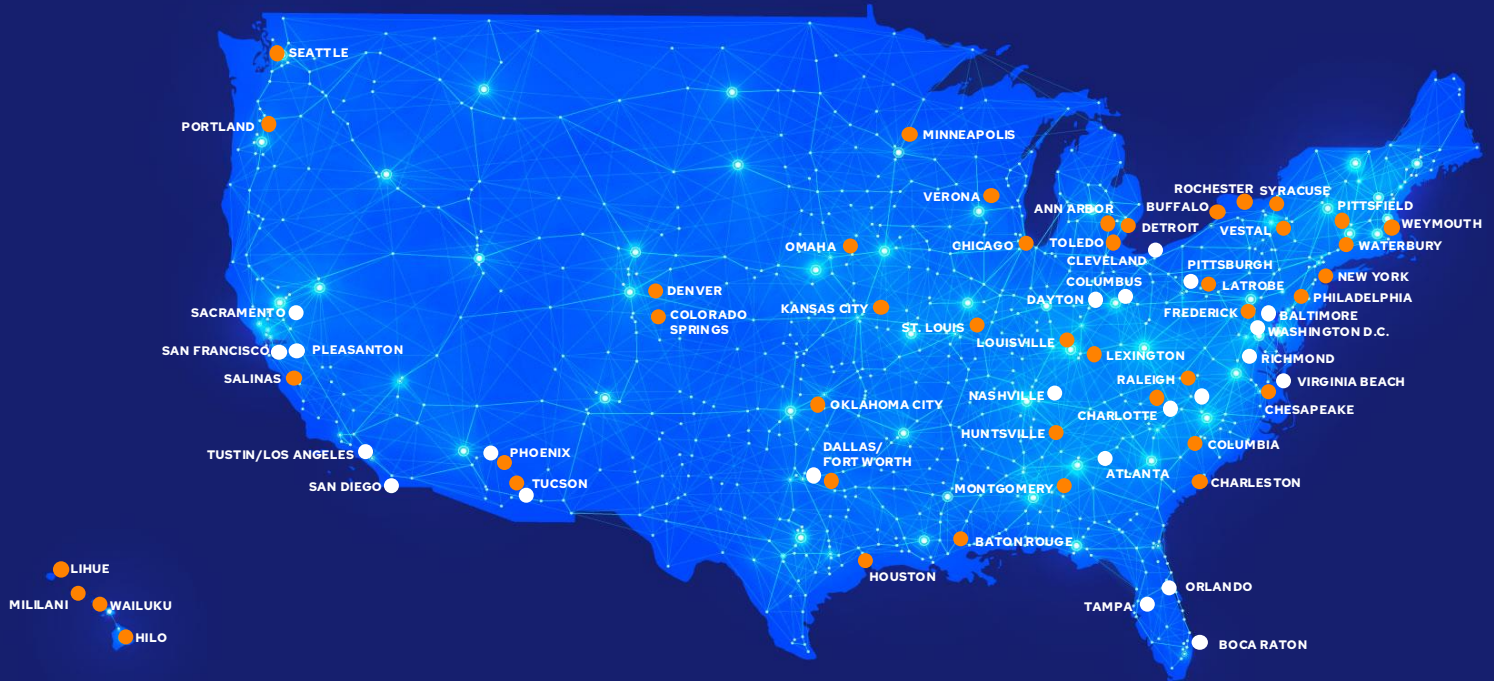 SEATTLE
PORTLAND
MINNEAPOLIS
VERONA
ROCHESTER
SYRACUSE
ANN ARBOR
BUFFALO
PITTSFIELD
DETROIT
VESTAL
WEYMOUTH
OMAHA
CHICAGO
TOLEDO
WATERBURY
CLEVELAND
PITTSBURGH
NEW YORK
COLUMBUS
LATROBE
DENVER
DAYTON
PHILADELPHIA
SACRAMENTO
COLORADO
SPRINGS
KANSAS CITY
FREDERICK
BALTIMORE
ST. LOUIS
WASHINGTON D.C.
LOUISVILLE
SAN FRANCISCO
PLEASANTON
LEXINGTON
RICHMOND
SALINAS
RALEIGH
VIRGINIA BEACH
NASHVILLE
OKLAHOMA CITY
CHESAPEAKE
CHARLOTTE
HUNTSVILLE
COLUMBIA
TUSTIN/LOS ANGELES
PHOENIX
DALLAS/
FORT WORTH
ATLANTA
SAN DIEGO
TUCSON
MONTGOMERY
CHARLESTON
BATON ROUGE
LIHUE
HOUSTON
ORLANDO
MILILANI
WAILUKU
TAMPA
HILO
BOCA RATON